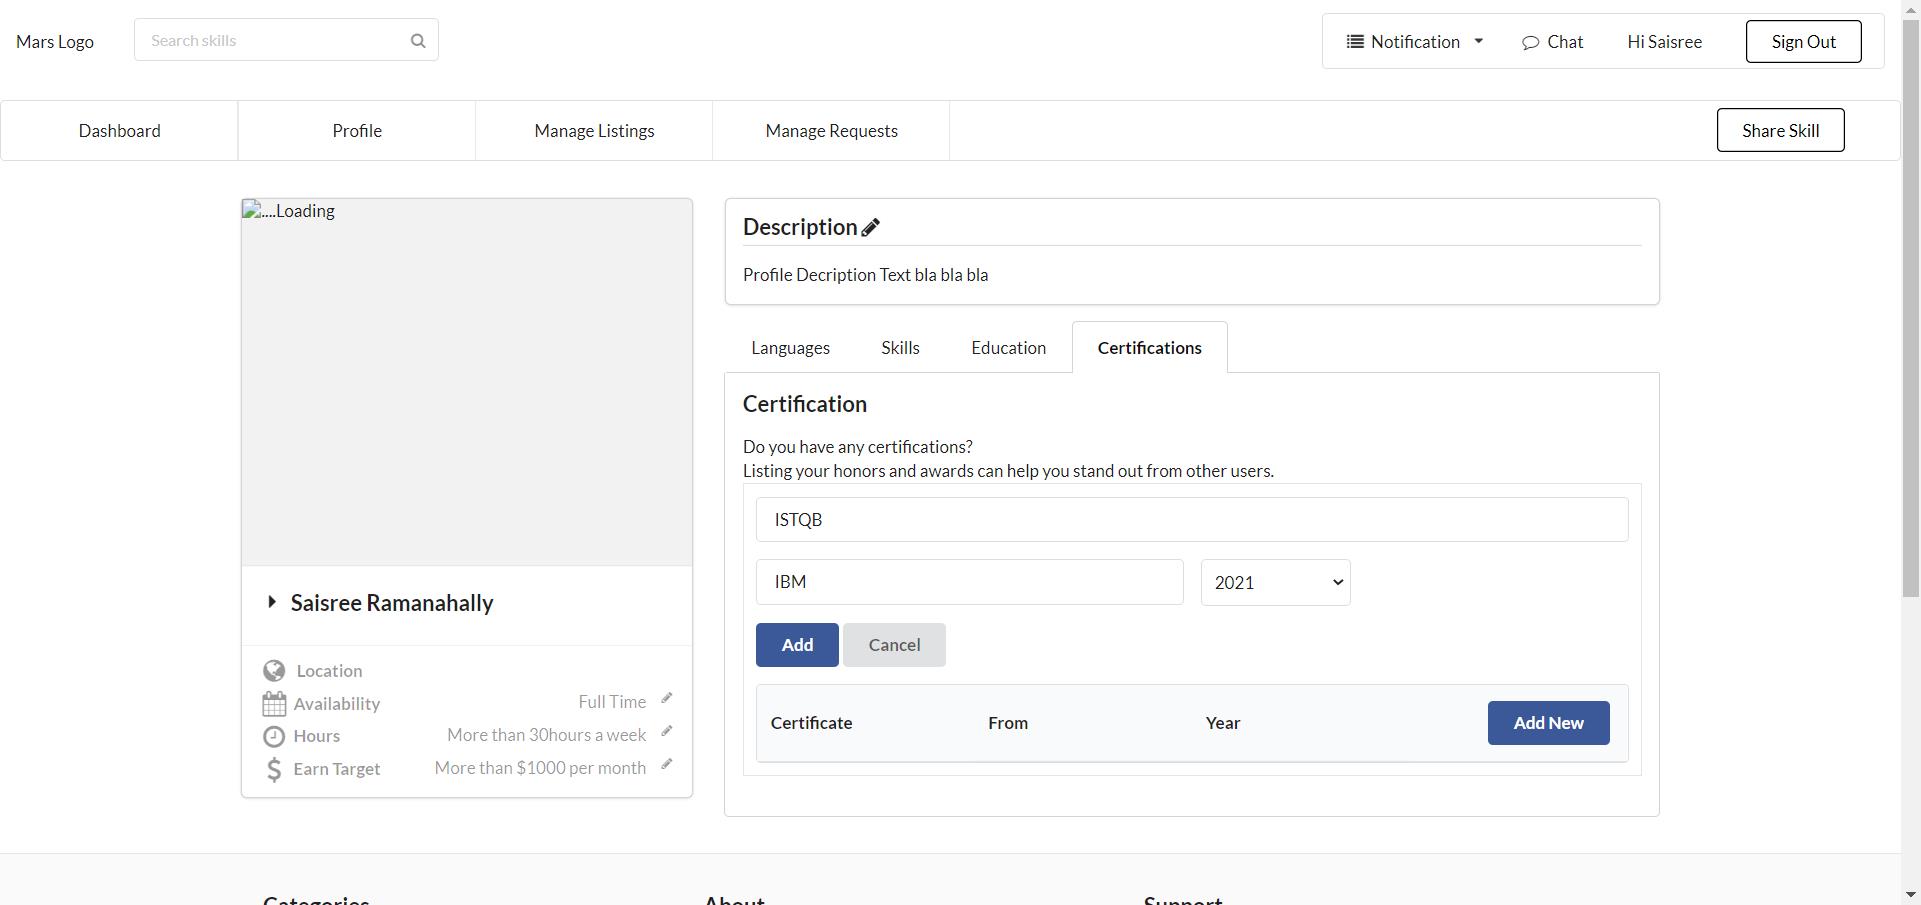 Mars Logo
Search skills
Notification
Chat
Hi Saisree
Sign Out
Dashboard
Profile
Manage Listings
Manage Requests
Share Skill
....Loading
Saisree Ramanahally
Location
Availability
Full Time
Hours
More than 30hours a week
Earn Target
More than $1000 per month
Description
Profile Decription Text bla bla bla
Languages
Skills
Education
Certifications
Certification
Do you have any certifications?
Listing your honors and awards can help you stand out from other users.
ISTQB
IBM
2021
Add
Cancel
Certificate
From
Year
Add New
Categories
About
Support